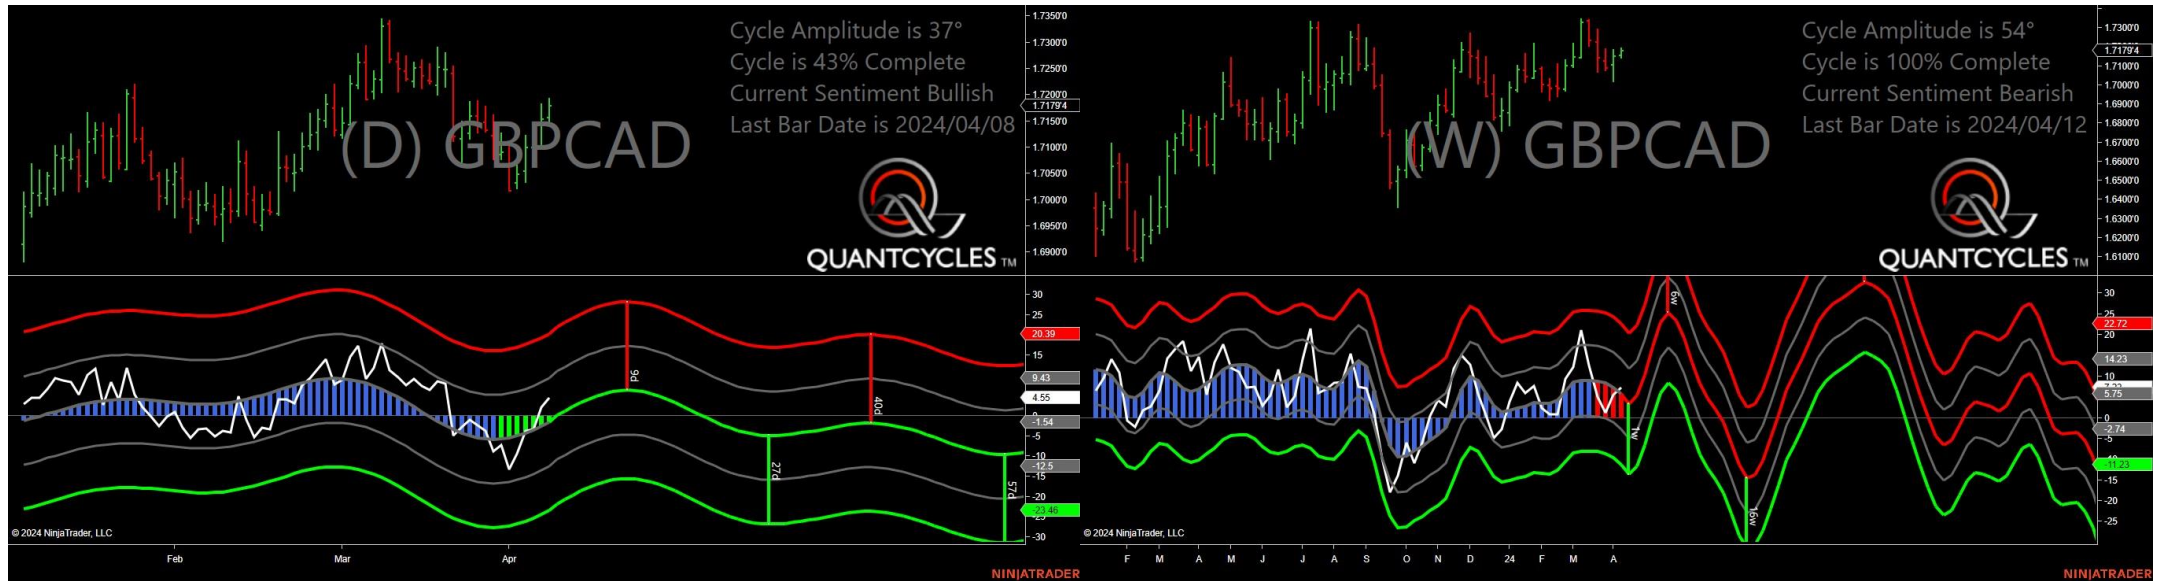 Cycle Amplitude is 37°
Cycle is 43% Complete
Current Sentiment Bullish
Last Bar Date is 2024/04/08
(D) GBPCAD
QUANTCYCLES TM
1.7350'0
1.7300'0
1.7250'0
1.7200'0
1.7179'4
1.7150'0
1.7100'0
1.7050'0
1.7000'0
1.6950'0
1.6900'0
30
25
20.39
15
9.43
4.55
-1.54
-5
-10
-12.5
-15
-20
-23.46
-30
9d
27d
40d
57d
© 2024 NinjaTrader, LLC
Feb Mar Apr
NINJATRADER
Cycle Amplitude is 54°
Cycle is 100% Complete
Current Sentiment Bearish
Last Bar Date is 2024/04/12
(W) GBPCAD
QUANTCYCLES TM
1.7300'0
1.7179'4
1.7100'0
1.7000'0
1.6900'0
1.6800'0
1.6700'0
1.6600'0
1.6500'0
1.6400'0
1.6300'0
1.6200'0
1.6100'0
30
25
22.72
20
14.23
10
5.75
0
-2.74
-5
-11.23
-15
-20
-25
1w
6w
16w
© 2024 NinjaTrader, LLC
F M A M J J A S O N D 24 F M A
NINJATRADER